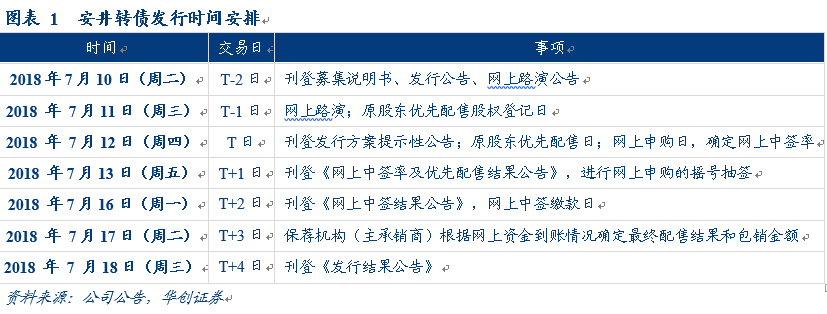 图表 1 安井转债发行时间安排
时间 交易日 事项
2018 年 7 月 10 日（周二） T-2 日 刊登募集说明书、发行公告、网上路演公告
2018 年 7 月 11 日（周三） T-1 日 网上路演；原股东优先配售股权登记日
2018 年 7 月 12 日（周四） T 日 刊登发行方案提示性公告；原股东优先配售日；网上申购日，确定网上中签率
2018 年 7 月 13 日（周五） T+1 日 刊登《网上中签率及优先配售结果公告》，进行网上申购的摇号抽签
2018 年 7 月 16 日（周一） T+2 日 刊登《网上中签结果公告》，网上中签缴款日
2018 年 7 月 17 日（周二） T+3 日 保荐机构（主承销商）根据网上资金到账情况确定最终配售结果和包销金额
2018 年 7 月 18 日（周三） T+4 日 刊登《发行结果公告》
资料来源：公司公告，华创证券